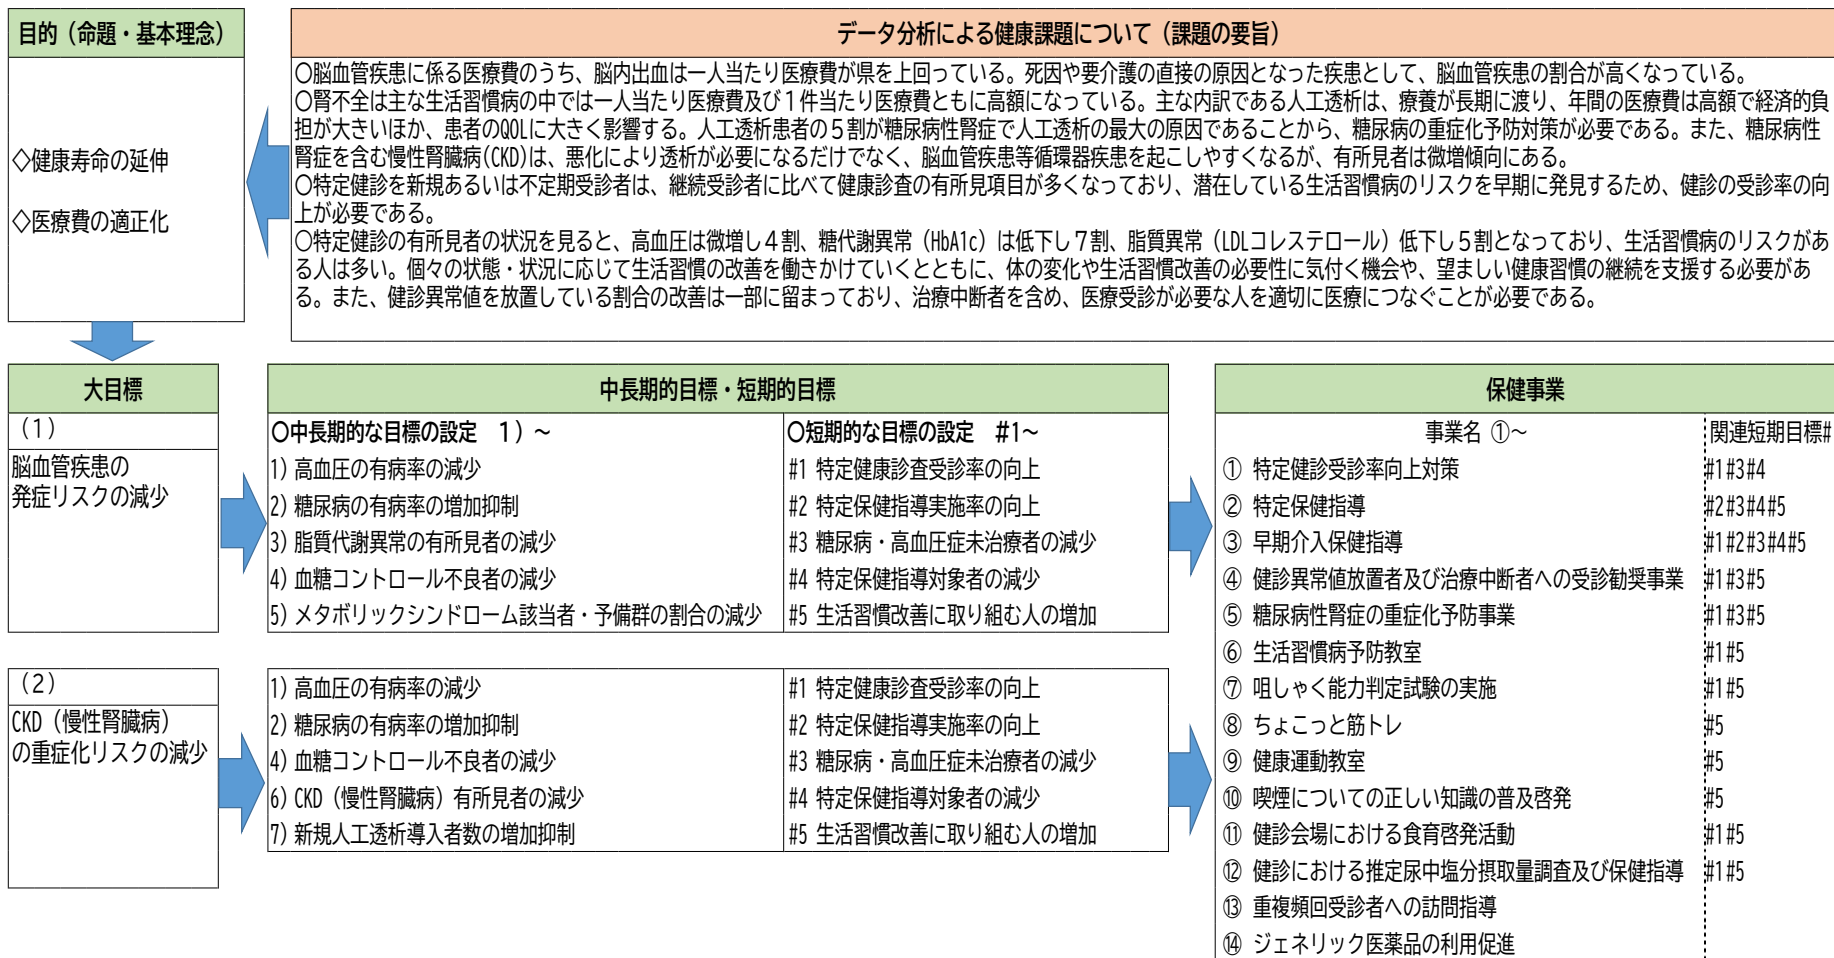 目的（命題・基本理念）
◇健康寿命の延伸
◇医療費の適正化
データ分析による健康課題について（課題の要旨）
〇脳血管疾患に係る医療費のうち、脳内出血は一人当たり医療費が県を上回っている。死因や要介護の直接の原因となった疾患として、脳血管疾患の割合が高くなっている。
〇腎不全は主な生活習慣病の中では一人当たり医療費及び１件当たり医療費ともに高額になっている。主な内訳である人工透析は、療養が長期に渡り、年間の医療費は高額で経済的負
担が大きいほか、患者のQOLに大きく影響する。人工透析患者の５割が糖尿病性腎症で人工透析の最大の原因であることから、糖尿病の重症化予防対策が必要である。また、糖尿病性
腎症を含む慢性腎臓病(CKD)は、悪化により透析が必要になるだけでなく、脳血管疾患等循環器疾患を起こしやすくなるが、有所見者は微増傾向にある。
〇特定健診を新規あるいは不定期受診者は、継続受診者に比べて健康診査の有所見項目が多くなっており、潜在している生活習慣病のリスクを早期に発見するため、健診の受診率の向
上が必要である。
〇特定健診の有所見者の状況を見ると、高血圧は微増し４割、糖代謝異常（HbA1c）は低下し７割、脂質異常（LDLコレステロール）低下し５割となっており、生活習慣病のリスクがあ
る人は多い。個々の状態・状況に応じて生活習慣の改善を働きかけていくとともに、体の変化や生活習慣改善の必要性に気付く機会や、望ましい健康習慣の継続を支援する必要があ
る。また、健診異常値を放置している割合の改善は一部に留まっており、治療中断者を含め、医療受診が必要な人を適切に医療につなぐことが必要である。
大目標
（1）
脳血管疾患の
発症リスクの減少
（2）
CKD（慢性腎臓病）
の重症化リスクの減少
中長期的目標・短期的目標
〇中長期的な目標の設定　1）～
〇短期的な目標の設定　#1～
1) 高血圧の有病率の減少
#1 特定健康診査受診率の向上
2) 糖尿病の有病率の増加抑制
#2 特定保健指導実施率の向上
3) 脂質代謝異常の有所見者の減少
#3 糖尿病・高血圧症未治療者の減少
4) 血糖コントロール不良者の減少
#4 特定保健指導対象者の減少
5) メタボリックシンドローム該当者・予備群の割合の減少
#5 生活習慣改善に取り組む人の増加
1) 高血圧の有病率の減少
#1 特定健康診査受診率の向上
2) 糖尿病の有病率の増加抑制
#2 特定保健指導実施率の向上
4) 血糖コントロール不良者の減少
#3 糖尿病・高血圧症未治療者の減少
6) CKD（慢性腎臓病）有所見者の減少
#4 特定保健指導対象者の減少
7) 新規人工透析導入者数の増加抑制
#5 生活習慣改善に取り組む人の増加
保健事業
事業名 ①～ 関連短期目標#
① 特定健診受診率向上対策 #1#3#4
② 特定保健指導 #2#3#4#5
③ 早期介入保健指導 #1#2#3#4#5
④ 健診異常値放置者及び治療中断者への受診勧奨事業 #1#3#5
⑤ 糖尿病性腎症の重症化予防事業 #1#3#5
⑥ 生活習慣病予防教室 #1#5
⑦ 咀しゃく能力判定試験の実施 #1#5
⑧ ちょこっと筋トレ #5
⑨ 健康運動教室 #5
⑩ 喫煙についての正しい知識の普及啓発 #5
⑪ 健診会場における食育啓発活動 #1#5
⑫ 健診における推定尿中塩分摂取量調査及び保健指導 #1#5
⑬ 重複頻回受診者への訪問指導
⑭ ジェネリック医薬品の利用促進